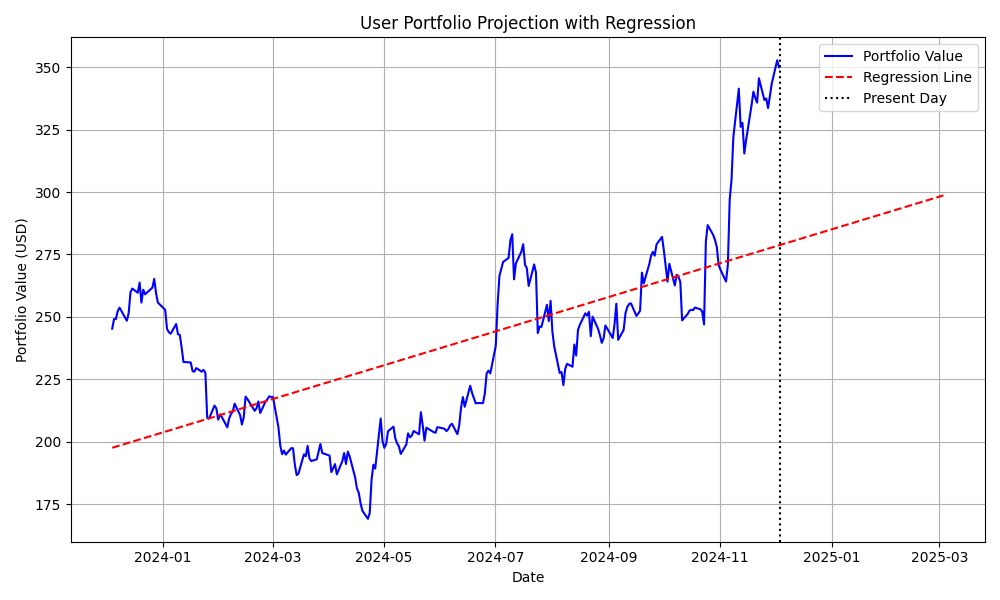 User Portfolio Projection with Regression
Portfolio Value
Regression Line
Present Day
Portfolio Value (USD)
350
325
300
275
250
225
200
175
2024-01
2024-03
2024-05
2024-07
2024-09
2024-11
2025-01
2025-03
Date